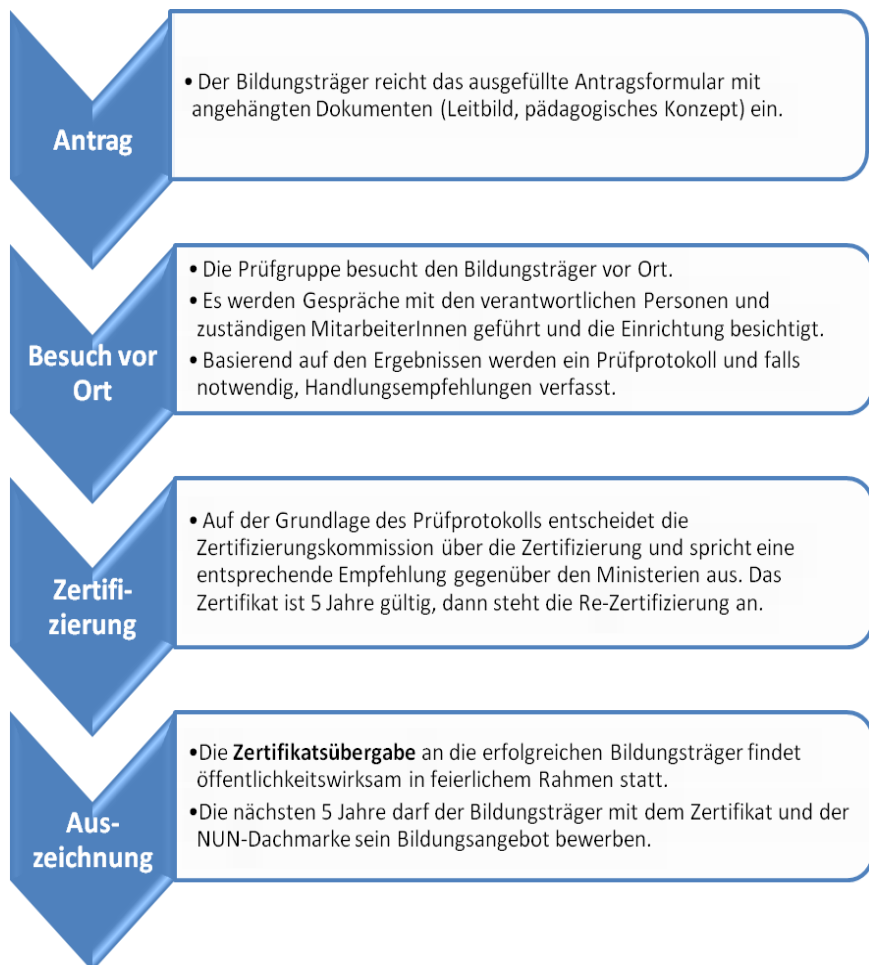 Antrag
• Der Bildungsträger reicht das ausgefüllte Antragsformular mit
angehängten Dokumenten (Leitbild, pädagogisches Konzept) ein.
Besuch vor
Ort
• Die Prüfgruppe besucht den Bildungsträger vor Ort.
• Es werden Gespräche mit den verantwortlichen Personen und
zuständigen MitarbeiterInnen geführt und die Einrichtung besichtigt.
• Basierend auf den Ergebnissen werden ein Prüfprotokoll und falls
notwendig, Handlungsempfehlungen verfasst.
Zertifi-
zierung
• Auf der Grundlage des Prüfprotokolls entscheidet die
Zertifizierungskommission über die Zertifizierung und spricht eine
entsprechende Empfehlung gegenüber den Ministerien aus. Das
Zertifikat ist 5 Jahre gültig, dann steht die Re-Zertifizierung an.
Aus-
zeichnung
•Die Zertifikatsübergabe an die erfolgreichen Bildungsträger findet
öffentlichkeitswirksam in feierlichem Rahmen statt.
•Die nächsten 5 Jahre darf der Bildungsträger mit dem Zertifikat und der
NUN-Dachmarke sein Bildungsangebot bewerben.